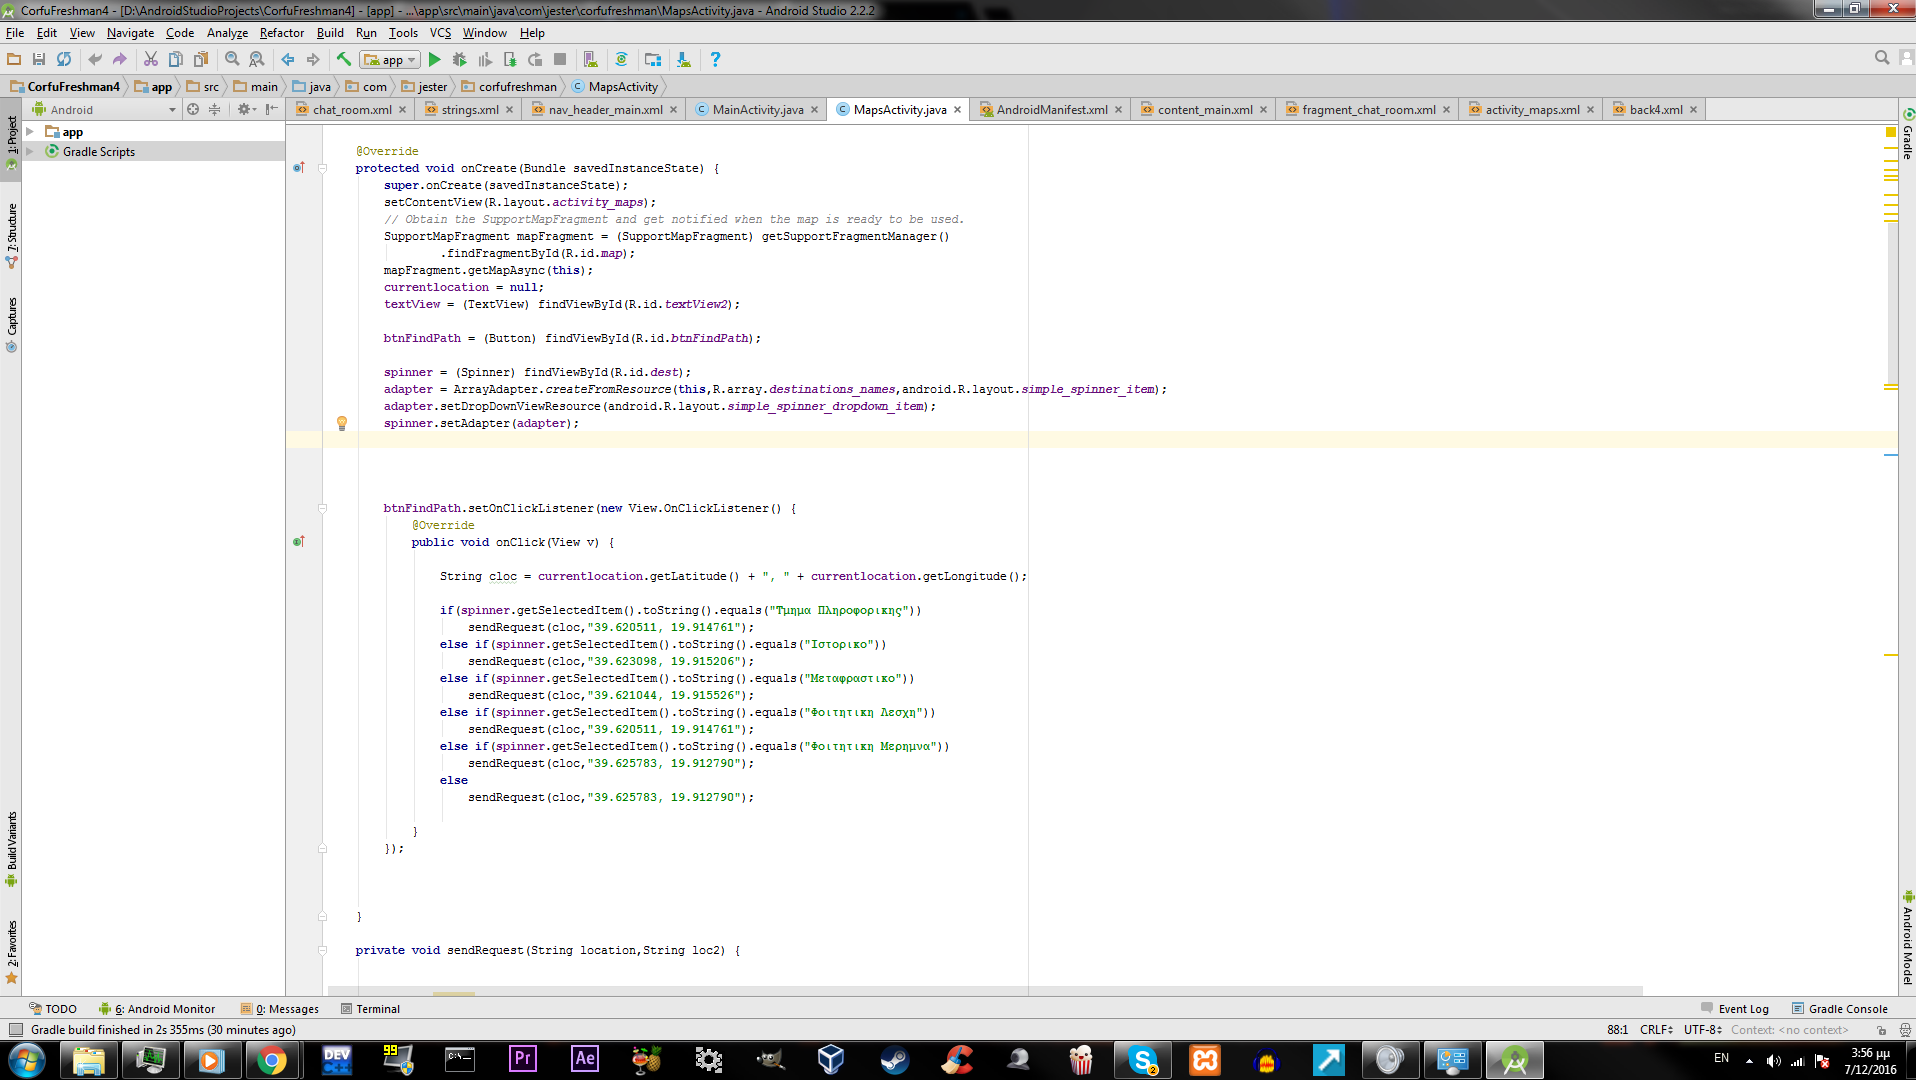 CorfuFreshman4 - [D:\AndroidStudioProjects\CorfuFreshman4] - [app] - ...\app\src\main\java\com\jester\corfufreshman\MapsActivity.java - Android Studio 2.2.2
File Edit View Navigate Code Analyze Refactor Build Run Tools VCS Window Help
app
CorfuFreshman4 app src main java com jester corfufreshman MapsActivity
Android
chat_room.xml strings.xml nav_header_main.xml MainActivity.java MapsActivity.java AndroidManifest.xml content_main.xml fragment_chat_room.xml activity_maps.xml back4.xml
app
Gradle Scripts
1: Project
7: Structure
Captures
Build Variants
2: Favorites
@Override
protected void onCreate(Bundle savedInstanceState) {
super.onCreate(savedInstanceState);
setContentView(R.layout.activity_maps);
// Obtain the SupportMapFragment and get notified when the map is ready to be used.
SupportMapFragment mapFragment = (SupportMapFragment) getSupportFragmentManager()
.findFragmentById(R.id.map);
mapFragment.getMapAsync(this);
currentlocation = null;
textView = (TextView) findViewById(R.id.textView2);
btnFindPath = (Button) findViewById(R.id.btnFindPath);
spinner = (Spinner) findViewById(R.id.dest);
adapter = ArrayAdapter.createFromResource(this,R.array.destinations_names,android.R.layout.simple_spinner_item);
adapter.setDropDownViewResource(android.R.layout.simple_spinner_dropdown_item);
spinner.setAdapter(adapter);
btnFindPath.setOnClickListener(new View.OnClickListener() {
@Override
public void onClick(View v) {
String cloc = currentlocation.getLatitude() + ", " + currentlocation.getLongitude();
if(spinner.getSelectedItem().toString().equals("Τμημα Πληροφορικης"))
sendRequest(cloc,"39.620511, 19.914761");
else if(spinner.getSelectedItem().toString().equals("Ιστορικο"))
sendRequest(cloc,"39.623098, 19.915206");
else if(spinner.getSelectedItem().toString().equals("Μεταφραστικο"))
sendRequest(cloc,"39.621044, 19.915526");
else if(spinner.getSelectedItem().toString().equals("Φοιτητικη Λεσχη"))
sendRequest(cloc,"39.620511, 19.914761");
else if(spinner.getSelectedItem().toString().equals("Φοιτητικη Μερημνα"))
sendRequest(cloc,"39.625783, 19.912790");
else
sendRequest(cloc,"39.625783, 19.912790");
}
});
}
private void sendRequest(String location,String loc2) {
Gradle
Android Model
TODO 6: Android Monitor 0: Messages Terminal Event Log Gradle Console
Gradle build finished in 2s 355ms (30 minutes ago) 88:1 CRLF UTF-8 Context: <no context>
DEV C++ 99 C:\ Pr Ae 2 EN 3:56 μμ
7/12/2016